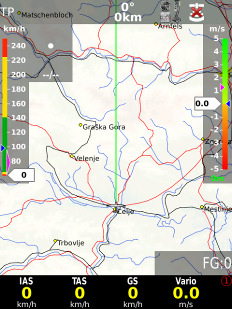 TP
Matschenbloch
0°
0km
Arnfels
km/h
m/s
240
220
200
180
160
140
120
100
80
--/--
5
4
3
2
1
0.0
-1
-2
-3
-4
-5
Graška Gora
Velenje
0
Celje
Mestinje
Trbovlje
FG:0
IAS
TAS
GS
Vario
0
0
0
0.0
km/h
km/h
km/h
m/s